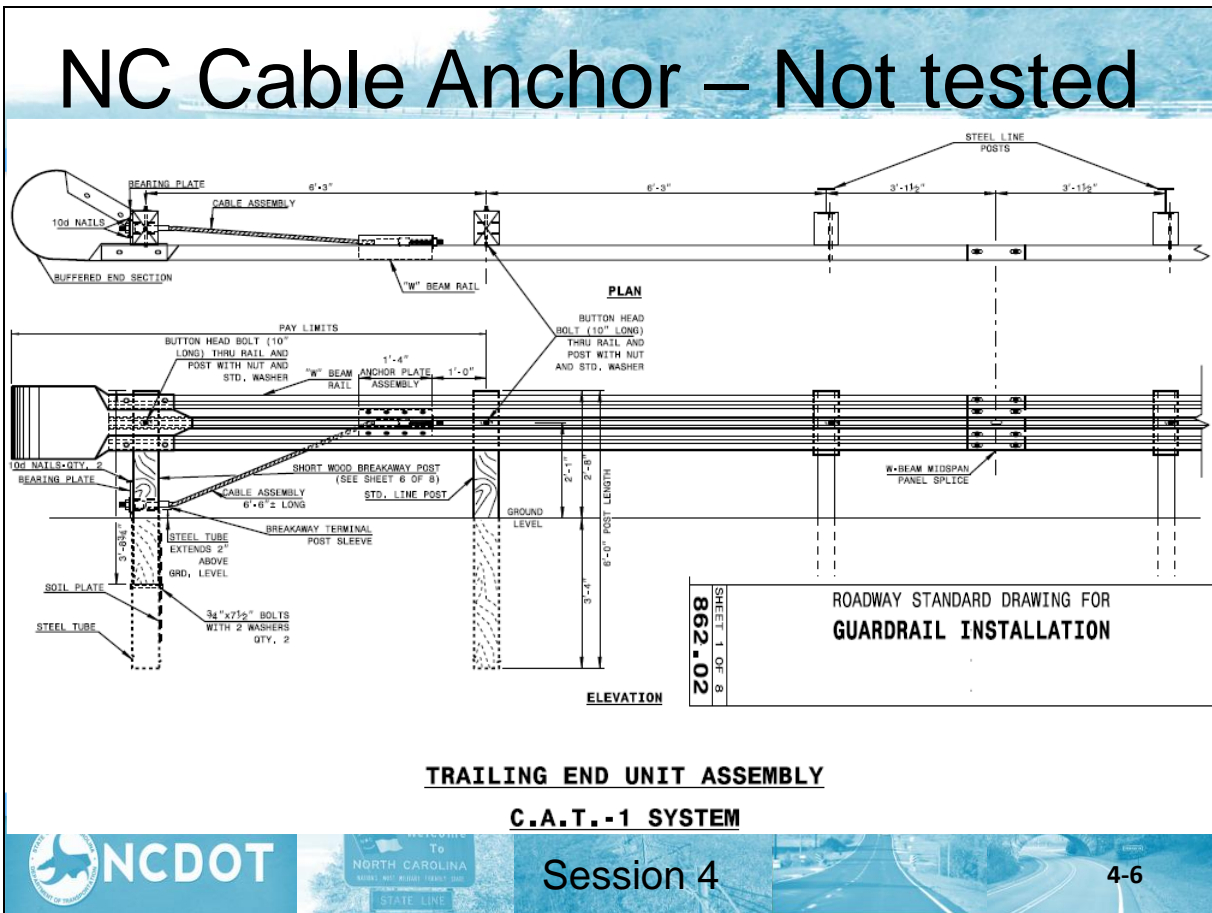 NC Cable Anchor – Not tested
STEEL LINE
POSTS
BEARING PLATE
6'-3"
6'-3"
3'-1½"
3'-1½"
CABLE ASSEMBLY
10d NAILS
BUFFERED END SECTION
"W" BEAM RAIL
PLAN
BUTTON HEAD
BOLT (10" LONG)
THRU RAIL AND
POST WITH NUT
AND STD. WASHER
PAY LIMITS
BUTTON HEAD BOLT (10"
LONG) THRU RAIL AND
POST WITH NUT AND
STD. WASHER
"W" BEAM
RAIL
1'-4"
ANCHOR PLATE
ASSEMBLY
1'-0"
10d NAILS-QTY. 2
BEARING PLATE
SHORT WOOD BREAKAWAY POST
(SEE SHEET 6 OF 8)
CABLE ASSEMBLY
6'-6"± LONG
STD. LINE POST
2'-1"
2'-8"
6'-0" POST LENGTH
W-BEAM MIDSPAN
PANEL SPLICE
GROUND
LEVEL
BREAKAWAY TERMINAL
POST SLEEVE
STEEL TUBE
EXTENDS 2"
ABOVE
GRD. LEVEL
3'-8¾"
3'-4"
SOIL PLATE
STEEL TUBE
¾"x7½" BOLTS
WITH 2 WASHERS
QTY. 2
ELEVATION
SHEET 1 OF 8
862.02
ROADWAY STANDARD DRAWING FOR
GUARDRAIL INSTALLATION
TRAILING END UNIT ASSEMBLY
C.A.T.-1 SYSTEM
NCDOT
Welcome
To
NORTH CAROLINA
STATE LINE
Session 4
4-6